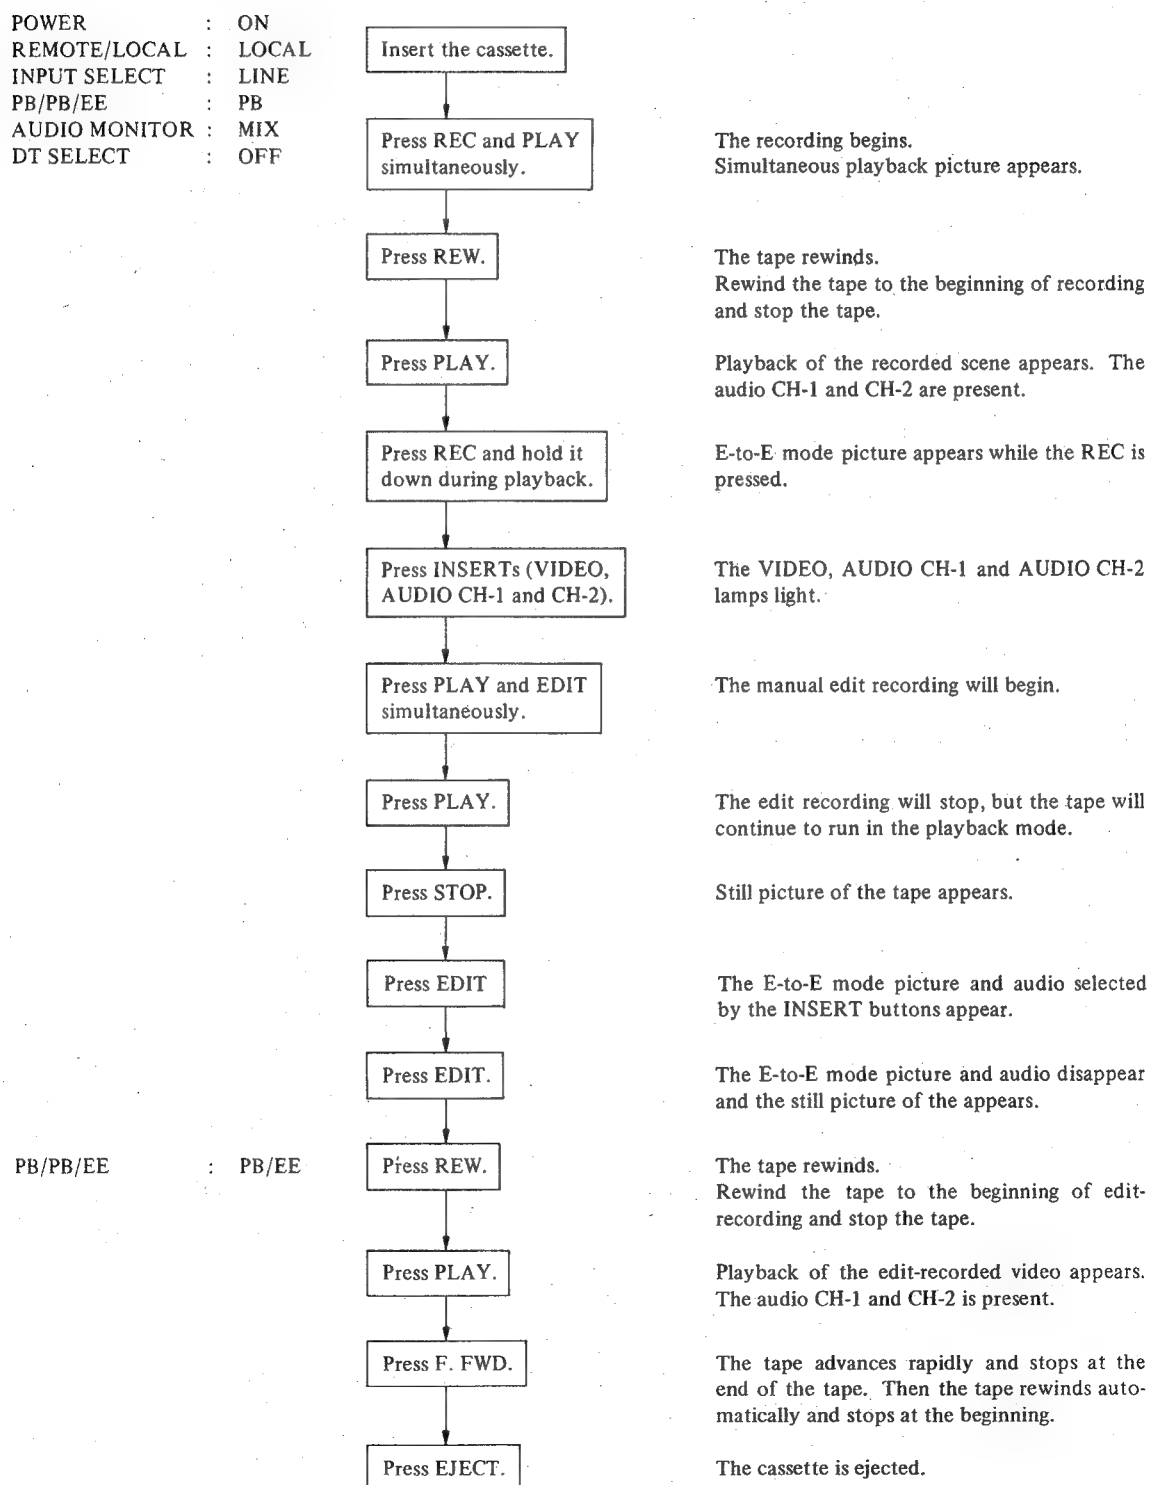 POWER : ON
REMOTE/LOCAL : LOCAL
INPUT SELECT : LINE
PB/PB/EE : PB
AUDIO MONITOR : MIX
DT SELECT : OFF
Insert the cassette.
Press REC and PLAY
simultaneously.
The recording begins.
Simultaneous playback picture appears.
Press REW.
The tape rewinds.
Rewind the tape to the beginning of recording
and stop the tape.
Press PLAY.
Playback of the recorded scene appears. The
audio CH-1 and CH-2 are present.
Press REC and hold it
down during playback.
E-to-E mode picture appears while the REC is
pressed.
Press INSERTs (VIDEO,
AUDIO CH-1 and CH-2).
The VIDEO, AUDIO CH-1 and AUDIO CH-2
lamps light.
Press PLAY and EDIT
simultaneously.
The manual edit recording will begin.
Press PLAY.
The edit recording will stop, but the tape will
continue to run in the playback mode.
Press STOP.
Still picture of the tape appears.
Press EDIT
The E-to-E mode picture and audio selected
by the INSERT buttons appear.
Press EDIT.
The E-to-E mode picture and audio disappear
and the still picture of the appears.
PB/PB/EE : PB/EE
Press REW.
The tape rewinds.
Rewind the tape to the beginning of edit-
recording and stop the tape.
Press PLAY.
Playback of the edit-recorded video appears.
The audio CH-1 and CH-2 is present.
Press F. FWD.
The tape advances rapidly and stops at the
end of the tape. Then the tape rewinds auto-
matically and stops at the beginning.
Press EJECT.
The cassette is ejected.